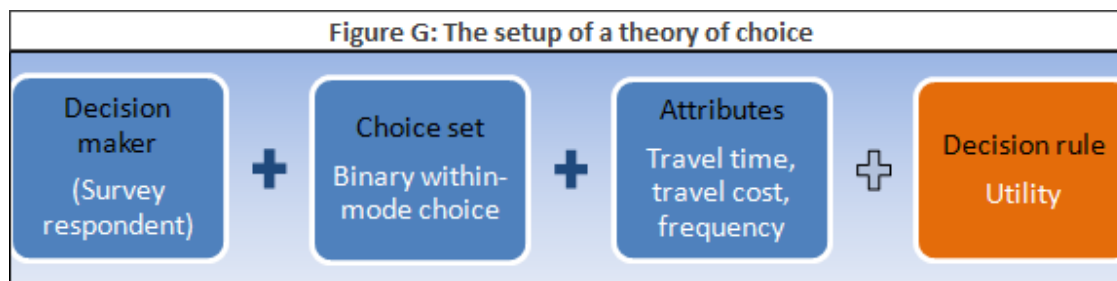 Figure G: The setup of a theory of choice
Decision
maker
(Survey
respondent)
Choice set
Binary within-
mode choice
Attributes
Travel time,
travel cost,
frequency
Decision rule
Utility